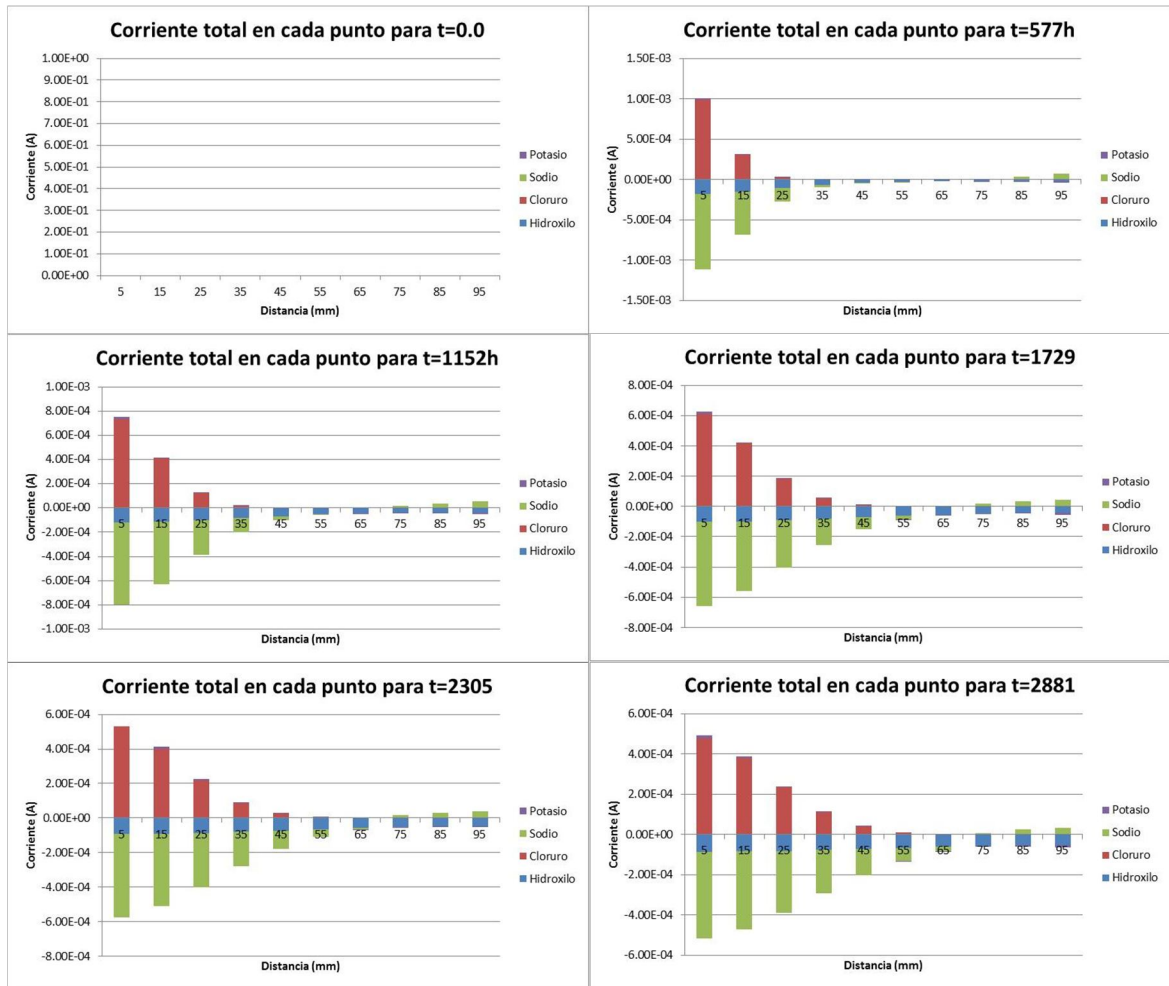 Corriente total en cada punto para t=0.0
1.00E+00
9.00E-01
8.00E-01
7.00E-01
6.00E-01
5.00E-01
4.00E-01
3.00E-01
2.00E-01
1.00E-01
0.00E+00
Corriente (A)
5 15 25 35 45 55 65 75 85 95
Distancia (mm)
Potasio
Sodio
Cloruro
Hidroxilo
Corriente total en cada punto para t=577h
1.50E-03
1.00E-03
5.00E-04
0.00E+00
-5.00E-04
-1.00E-03
-1.50E-03
Corriente (A)
5 15 25 35 45 55 65 75 85 95
Distancia (mm)
Potasio
Sodio
Cloruro
Hidroxilo
Corriente total en cada punto para t=1152h
1.00E-03
8.00E-04
6.00E-04
4.00E-04
2.00E-04
0.00E+00
-2.00E-04
-4.00E-04
-6.00E-04
-8.00E-04
-1.00E-03
Corriente (A)
5 15 25 35 45 55 65 75 85 95
Distancia (mm)
Potasio
Sodio
Cloruro
Hidroxilo
Corriente total en cada punto para t=1729
8.00E-04
6.00E-04
4.00E-04
2.00E-04
0.00E+00
-2.00E-04
-4.00E-04
-6.00E-04
-8.00E-04
Corriente (A)
5 15 25 35 45 55 65 75 85 95
Distancia (mm)
Potasio
Sodio
Cloruro
Hidroxilo
Corriente total en cada punto para t=2305
6.00E-04
4.00E-04
2.00E-04
0.00E+00
-2.00E-04
-4.00E-04
-6.00E-04
-8.00E-04
Corriente (A)
5 15 25 35 45 55 65 75 85 95
Distancia (mm)
Potasio
Sodio
Cloruro
Hidroxilo
Corriente total en cada punto para t=2881
6.00E-04
4.00E-04
2.00E-04
0.00E+00
-2.00E-04
-4.00E-04
-6.00E-04
Corriente (A)
5 15 25 35 45 55 65 75 85 95
Distancia (mm)
Potasio
Sodio
Cloruro
Hidroxilo